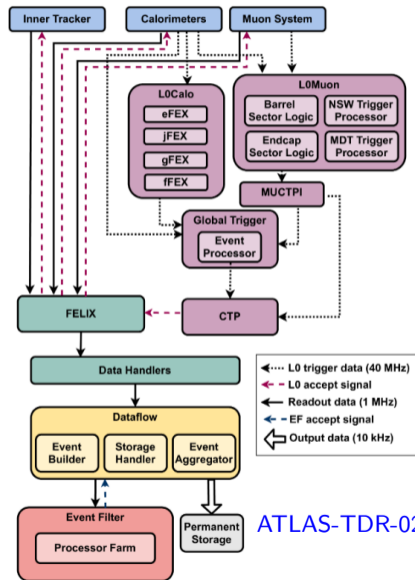 Inner Tracker
Calorimeters
Muon System
L0Calo
eFEX
jFEX
gFEX
fFEX
L0Muon
Barrel
Sector Logic
NSW Trigger
Processor
Endcap
Sector Logic
MDT Trigger
Processor
MUCTPI
Global Trigger
Event
Processor
FELIX
CTP
Data Handlers
L0 trigger data (40 MHz)
L0 accept signal
Readout data (1 MHz)
EF accept signal
Output data (10 kHz)
Dataflow
Event
Builder
Storage
Handler
Event
Aggregator
Event Filter
Processor Farm
Permanent
Storage
ATLAS-TDR-02